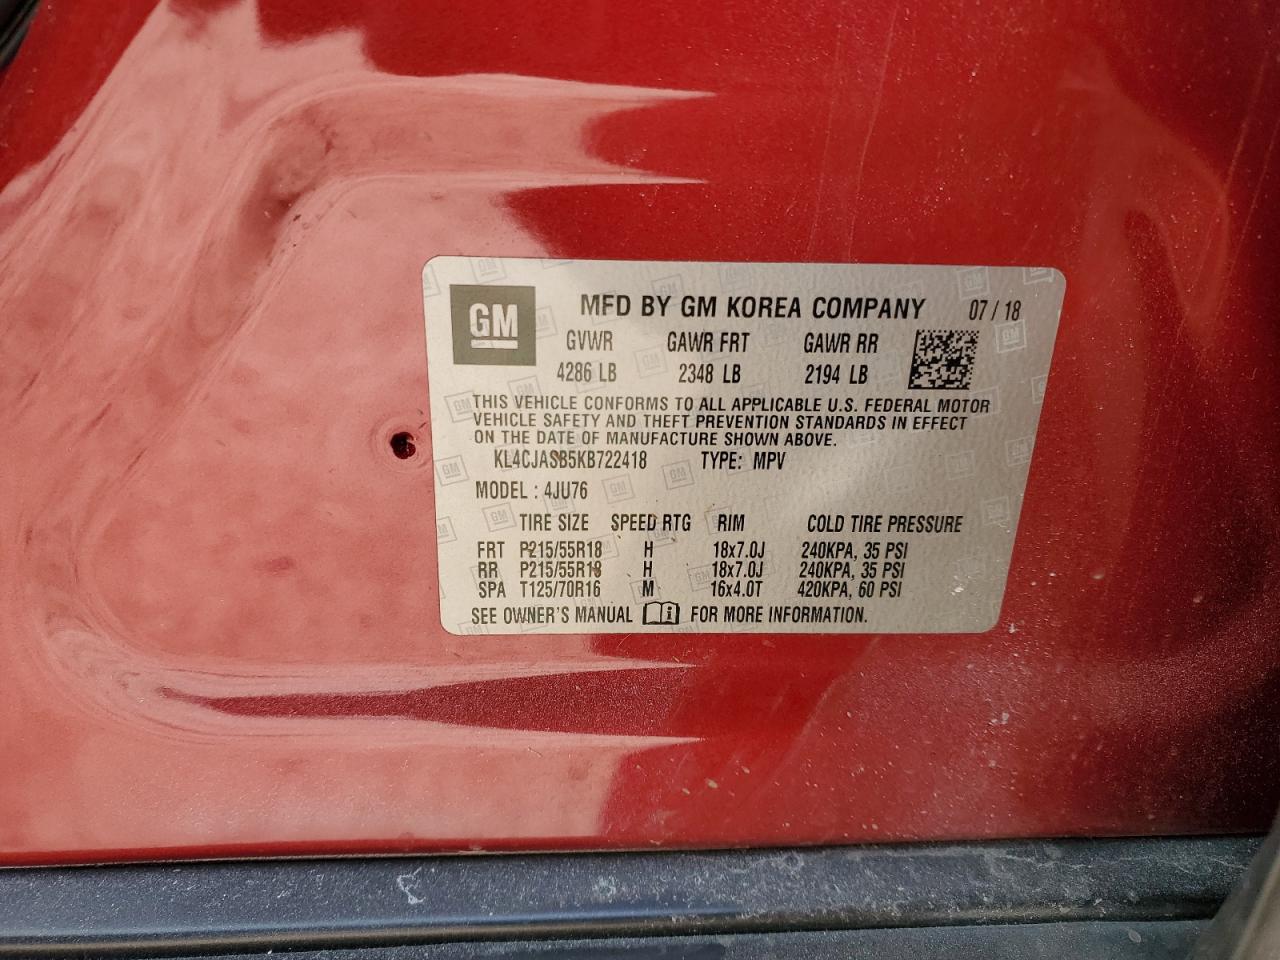 GM MFD BY GM KOREA COMPANY 07 / 18
GVWR GAWR FRT GAWR RR
4286 LB 2348 LB 2194 LB
THIS VEHICLE CONFORMS TO ALL APPLICABLE U.S. FEDERAL MOTOR
VEHICLE SAFETY AND THEFT PREVENTION STANDARDS IN EFFECT
ON THE DATE OF MANUFACTURE SHOWN ABOVE.
KL4CJASB5KB722418 TYPE: MPV
MODEL : 4JU76
TIRE SIZE SPEED RTG RIM COLD TIRE PRESSURE
FRT P215/55R18 H 18x7.0J 240KPA, 35 PSI
RR P215/55R18 H 18x7.0J 240KPA, 35 PSI
SPA T125/70R16 M 16x4.0T 420KPA, 60 PSI
SEE OWNER'S MANUAL i FOR MORE INFORMATION.